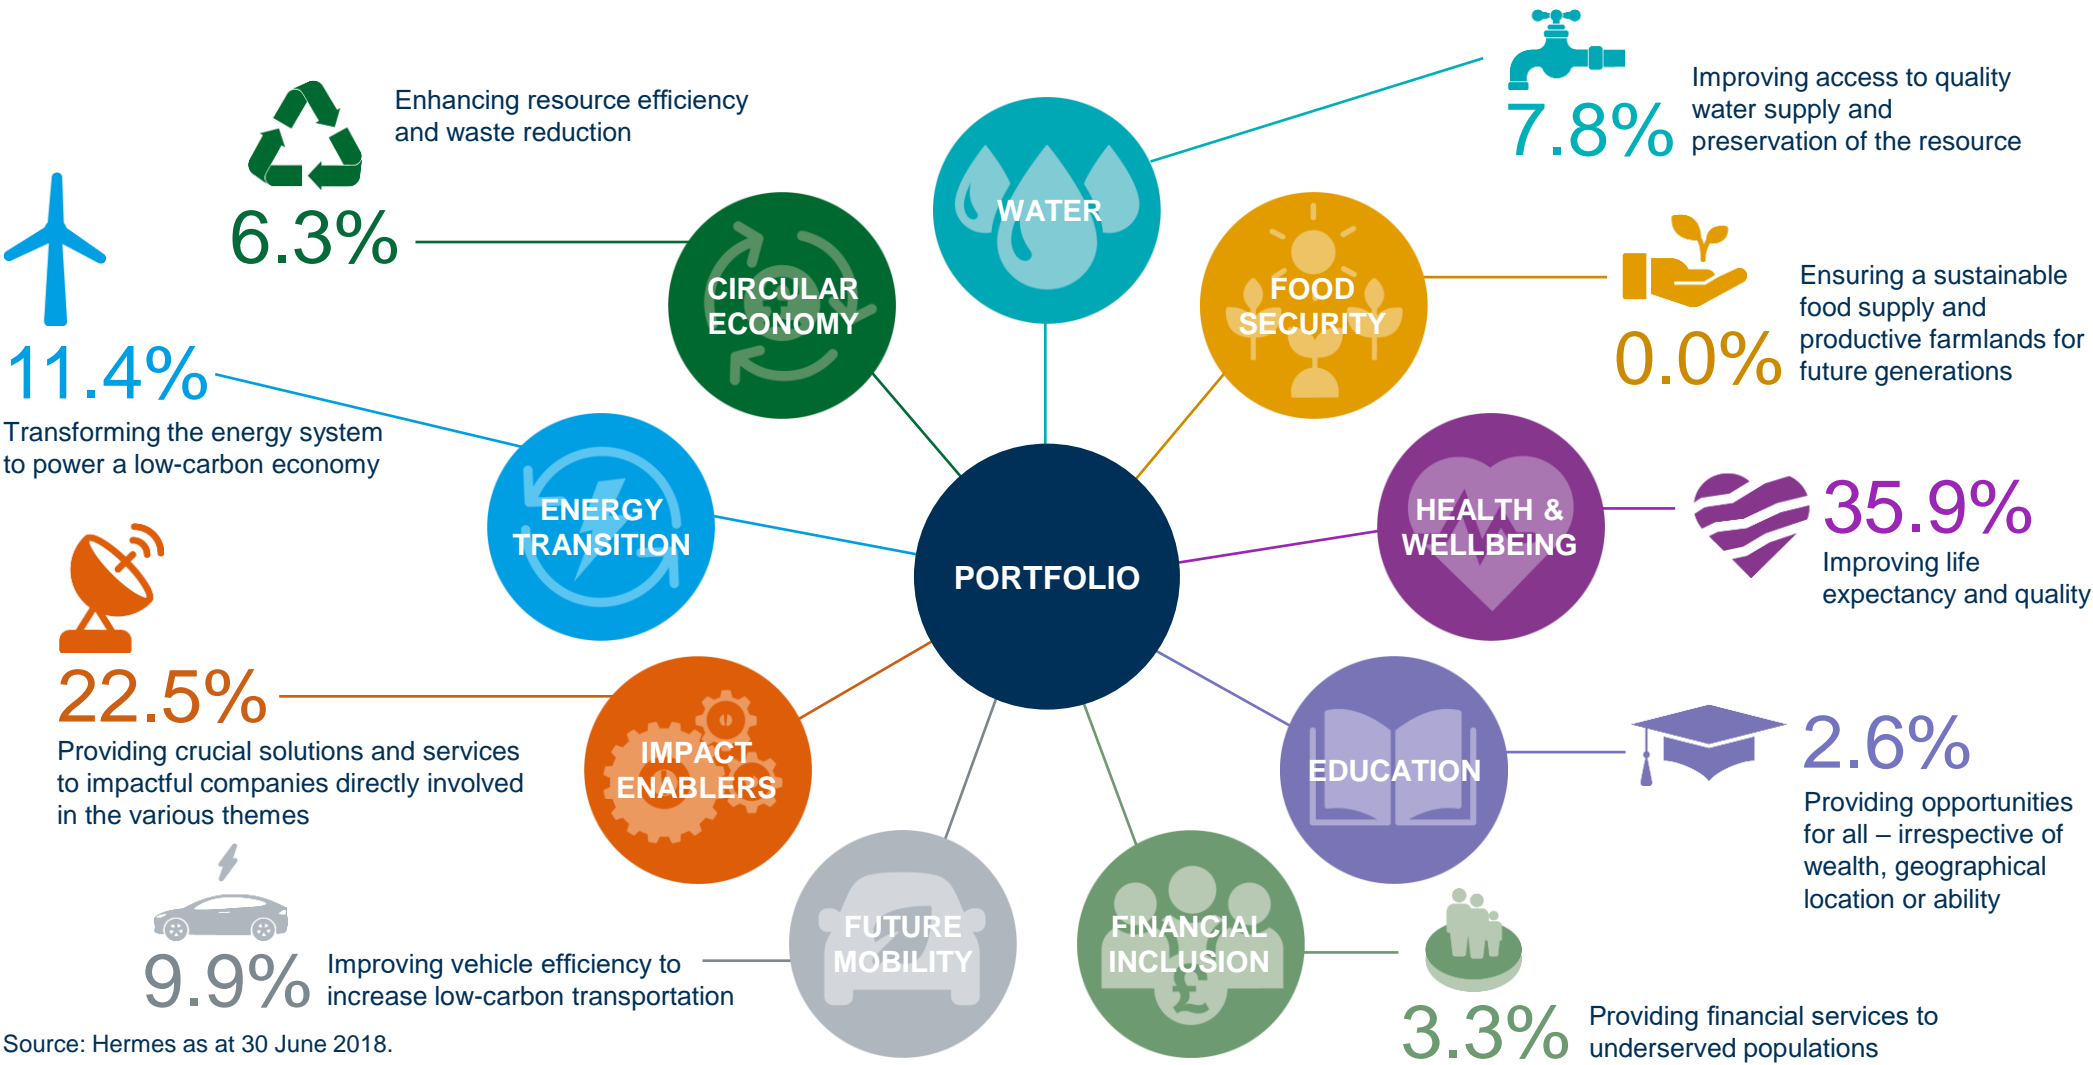 Enhancing resource efficiency
and waste reduction
6.3%
CIRCULAR
ECONOMY
WATER
7.8%
Improving access to quality
water supply and
preservation of the resource
FOOD
SECURITY
0.0%
Ensuring a sustainable
food supply and
productive farmlands for
future generations
11.4%
Transforming the energy system
to power a low-carbon economy
ENERGY
TRANSITION
PORTFOLIO
HEALTH &
WELLBEING
35.9%
Improving life
expectancy and quality
22.5%
Providing crucial solutions and services
to impactful companies directly involved
in the various themes
IMPACT
ENABLERS
EDUCATION
2.6%
Providing opportunities
for all – irrespective of
wealth, geographical
location or ability
9.9%
Improving vehicle efficiency to
increase low-carbon transportation
FUTURE
MOBILITY
FINANCIAL
INCLUSION
£
3.3%
Providing financial services to
underserved populations
Source: Hermes as at 30 June 2018.